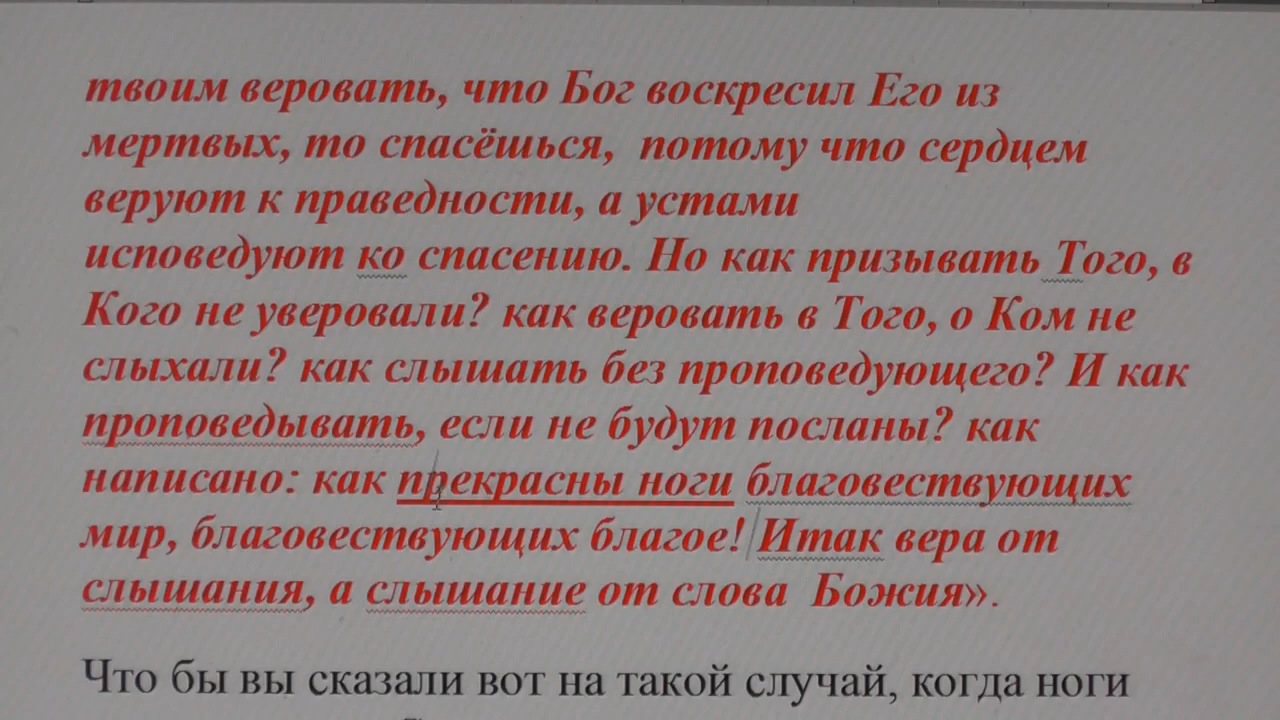 твоим веровать, что Бог воскресил Его из
мертвых, то спасёшься,  потому что сердцем
веруют к праведности, а устами
исповедуют ко спасению. Но как призывать Того, в
Кого не уверовали? как веровать в Того, о Ком не
слыхали? как слышать без проповедующего? И как
проповедывать, если не будут посланы? как
написано: как прекрасны ноги благовествующих
мир, благовествующих благое! Итак вера от
слышания, а слышание от слова  Божия».
Что бы вы сказали вот на такой случай, когда ноги